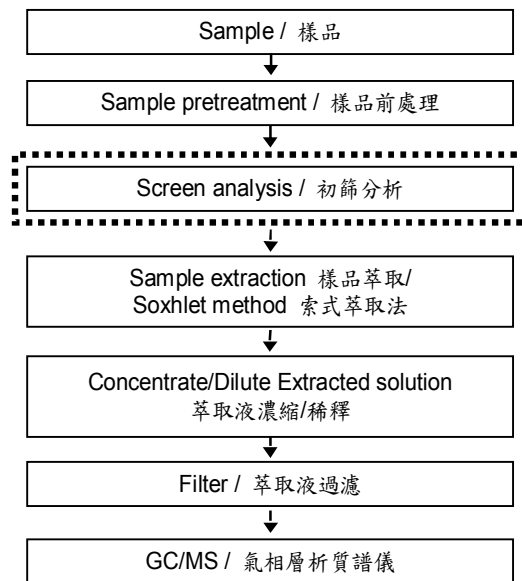 Sample / 樣品
Sample pretreatment / 樣品前處理
Screen analysis / 初篩分析
Sample extraction 樣品萃取/
Soxhlet method 索式萃取法
Concentrate/Dilute Extracted solution
萃取液濃縮/稀釋
Filter / 萃取液過濾
GC/MS / 氣相層析質譜儀